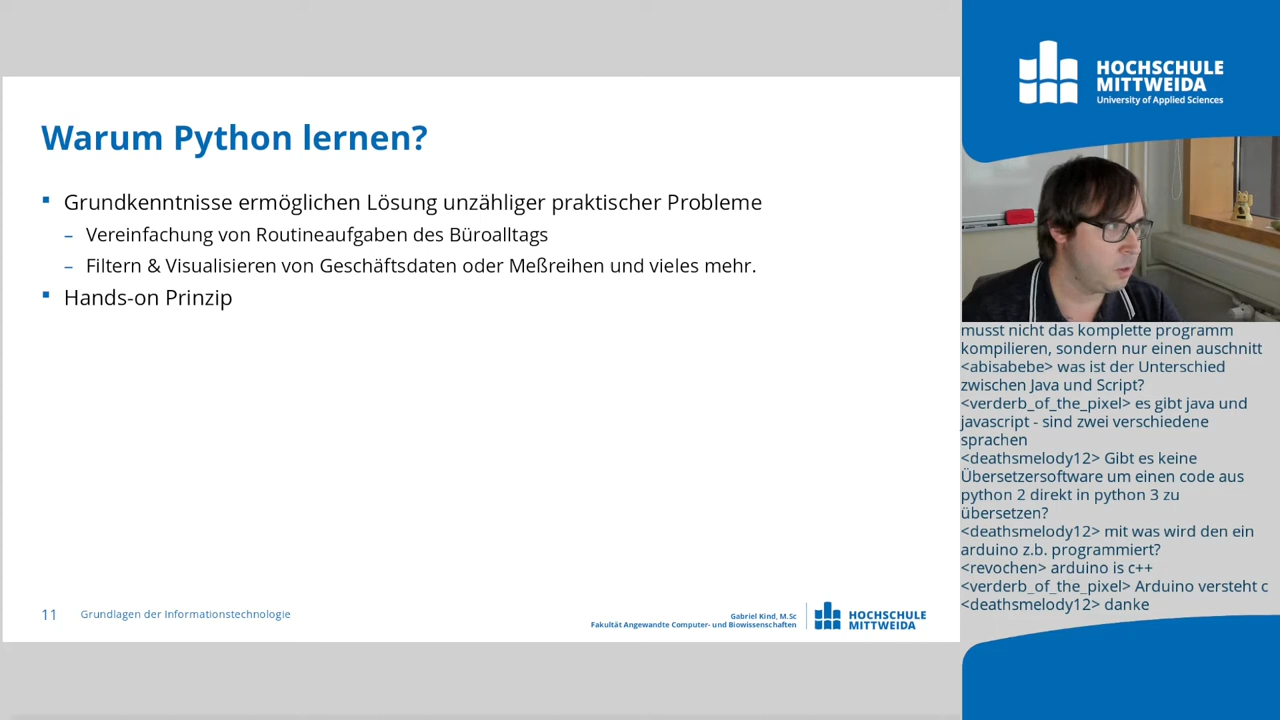 Warum Python lernen?
Grundkenntnisse ermöglichen Lösung unzähliger praktischer Probleme
– Vereinfachung von Routineaufgaben des Büroalltags
– Filtern & Visualisieren von Geschäftsdaten oder Meßreihen und vieles mehr.
Hands-on Prinzip
11 Grundlagen der Informationstechnologie
Gabriel Kind, M.Sc
Fakultät Angewandte Computer- und Biowissenschaften
HOCHSCHULE
MITTWEIDA
HOCHSCHULE
MITTWEIDA
University of Applied Sciences
musst nicht das komplette programm
kompilieren, sondern nur einen auschnitt
<abisabebe> was ist der Unterschied
zwischen Java und Script?
<verderb_of_the_pixel> es gibt java und
javascript - sind zwei verschiedene
sprachen
<deathsmelody12> Gibt es keine
Übersetzersoftware um einen code aus
python 2 direkt in python 3 zu
übersetzen?
<deathsmelody12> mit was wird den ein
arduino z.b. programmiert?
<revochen> arduino is c++
<verderb_of_the_pixel> Arduino versteht c
<deathsmelody12> danke